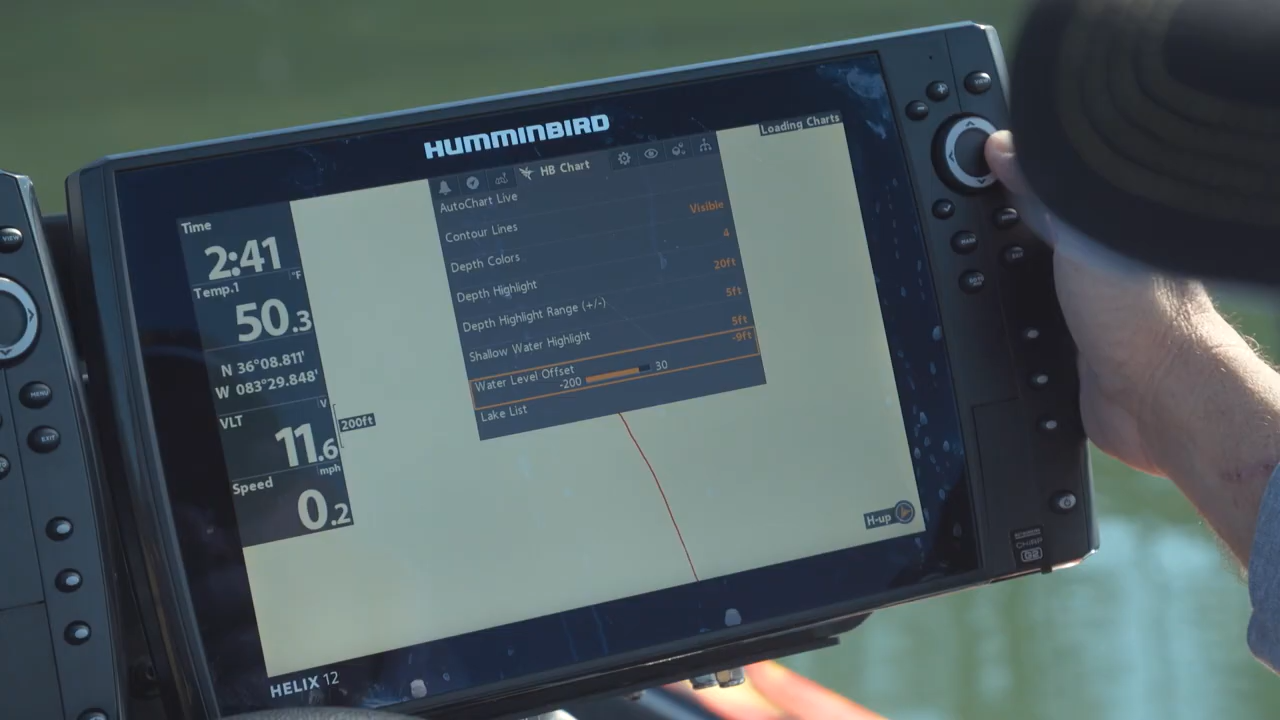 HUMMINBIRD
Loading Charts
HB Chart
AutoChart Live
Contour Lines Visible
Depth Colors 4
Depth Highlight 20ft
Depth Highlight Range (+/-) 5ft
Shallow Water Highlight 5ft
Water Level Offset -9ft
-200 30
Lake List
Time
2:41
Temp.1 °F
50.3
N 36°08.811'
W 083°29.848'
VLT V
11.6
Speed mph
0.2
200ft
H-up
HELIX 12
VIEW
MENU
EXIT
CHIRP